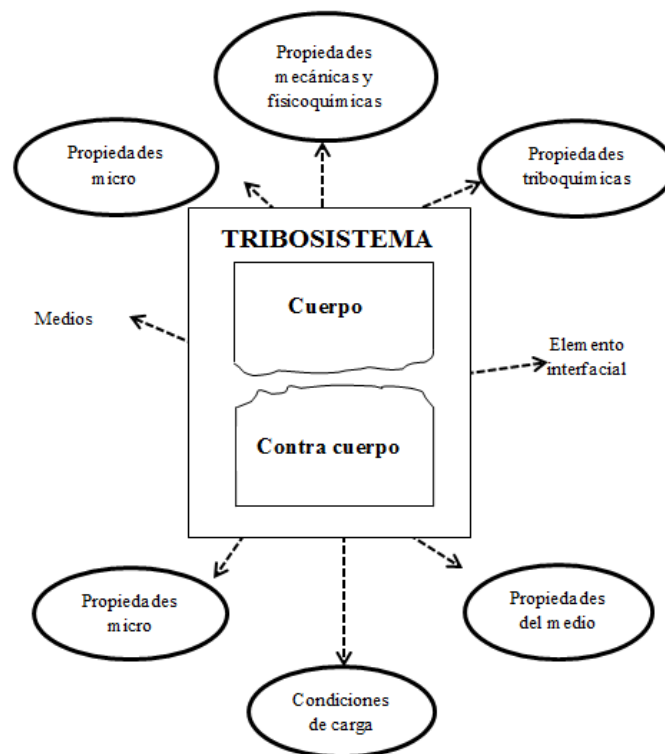 Propiedades
mecánicas y
fisicoquímicas
Propiedades
micro
Propiedades
triboquímicas
TRIBOSISTEMA
Cuerpo
Medios
Elemento
interfacial
Contra cuerpo
Propiedades
micro
Propiedades
del medio
Condiciones
de carga